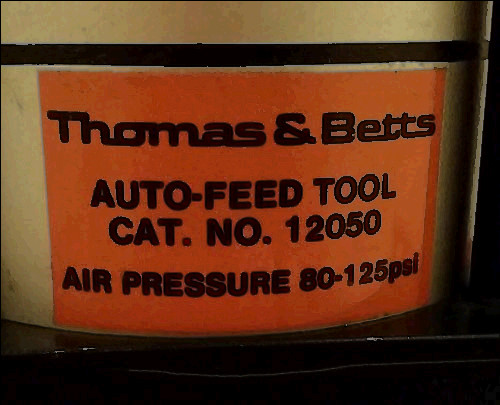 Thomas & Betts
AUTO-FEED TOOL
CAT. NO. 12050
AIR PRESSURE 80-125psi